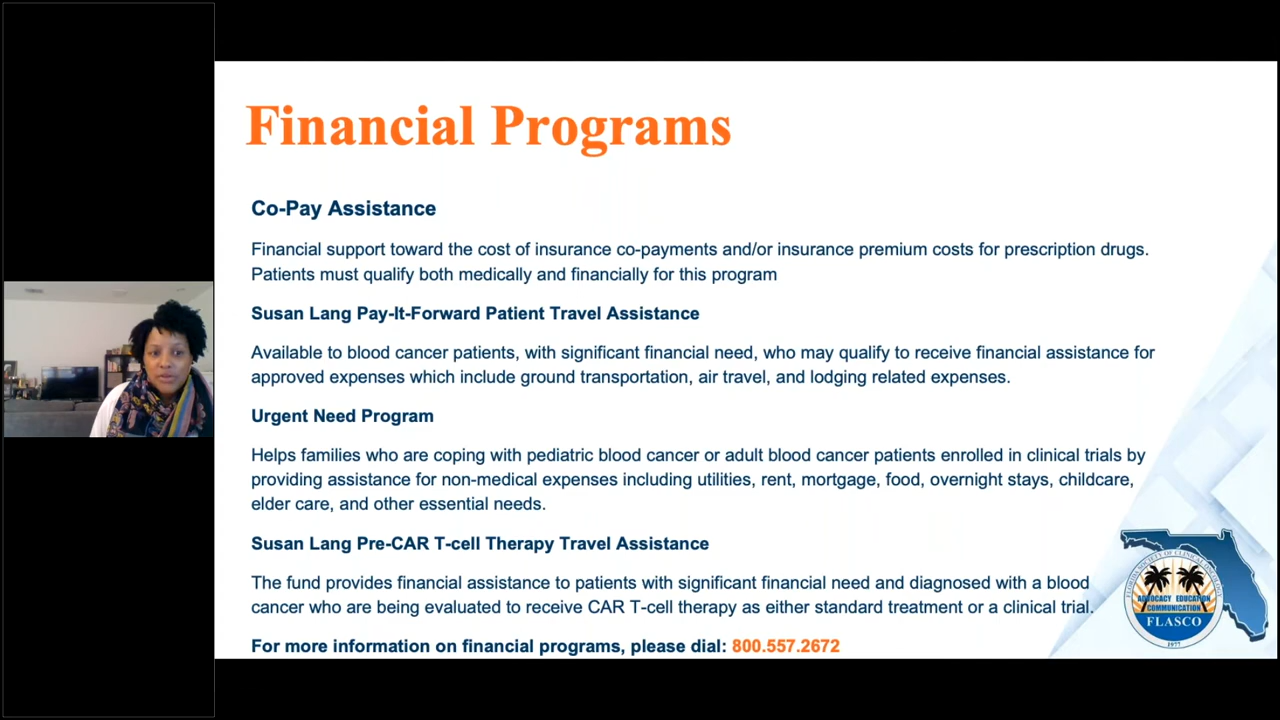 Financial Programs
Co-Pay Assistance
Financial support toward the cost of insurance co-payments and/or insurance premium costs for prescription drugs.
Patients must qualify both medically and financially for this program
Susan Lang Pay-It-Forward Patient Travel Assistance
Available to blood cancer patients, with significant financial need, who may qualify to receive financial assistance for
approved expenses which include ground transportation, air travel, and lodging related expenses.
Urgent Need Program
Helps families who are coping with pediatric blood cancer or adult blood cancer patients enrolled in clinical trials by
providing assistance for non-medical expenses including utilities, rent, mortgage, food, overnight stays, childcare,
elder care, and other essential needs.
Susan Lang Pre-CAR T-cell Therapy Travel Assistance
The fund provides financial assistance to patients with significant financial need and diagnosed with a blood
cancer who are being evaluated to receive CAR T-cell therapy as either standard treatment or a clinical trial.
For more information on financial programs, please dial: 800.557.2672
FLORIDA SOCIETY OF CLINICAL ONCOLOGY
ADVOCACY EDUCATION
COMMUNICATION
FLASCO
1977